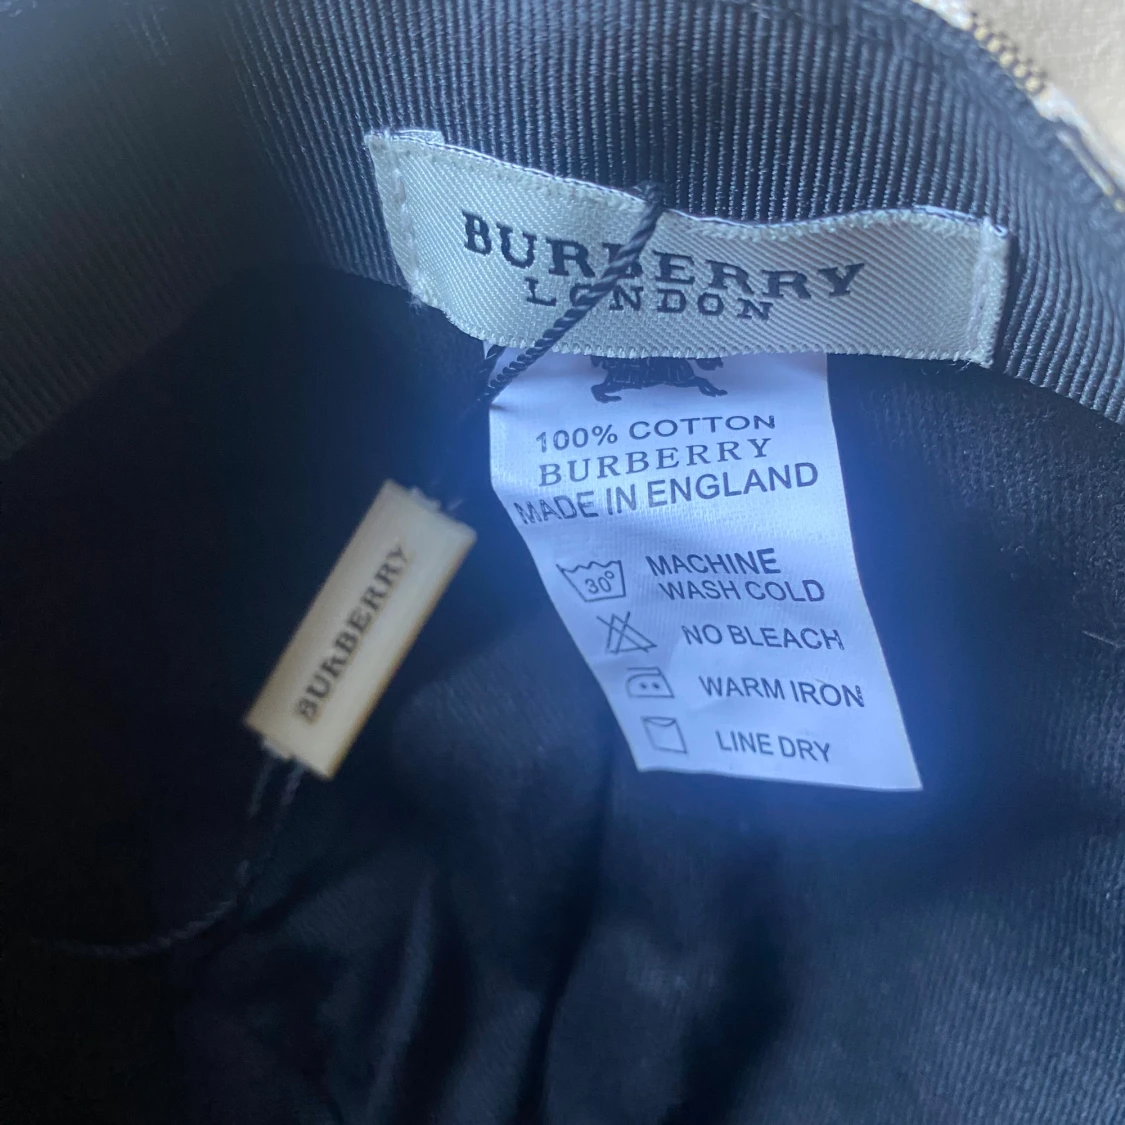 BURBERRY
LONDON
100% COTTON
BURBERRY
MADE IN ENGLAND
30°
MACHINE
WASH COLD
NO BLEACH
WARM IRON
LINE DRY
BURBERRY